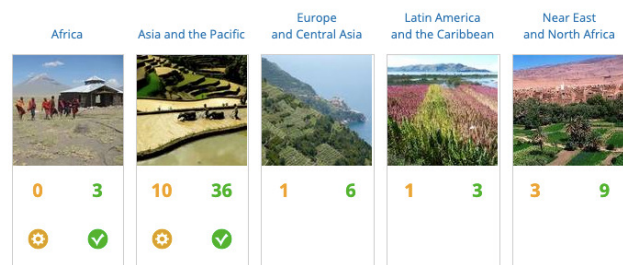 Africa
Asia and the Pacific
Europe
and Central Asia
Latin America
and the Caribbean
Near East
and North Africa
0 3
10 36
1 6
1 3
3 9